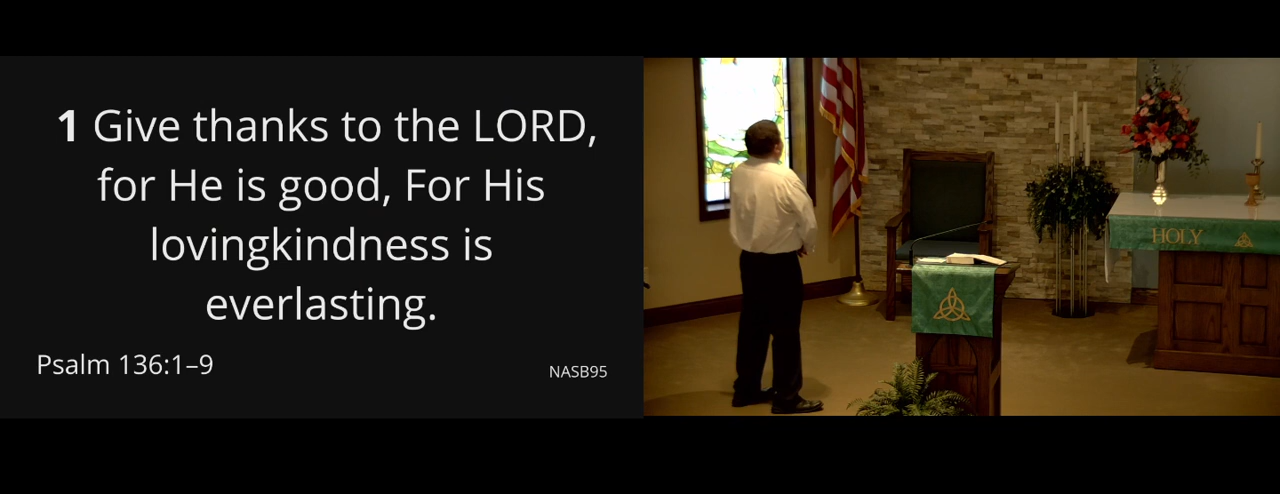 1 Give thanks to the LORD,
for He is good, For His
lovingkindness is
everlasting.
Psalm 136:1–9
NASB95
HOLY